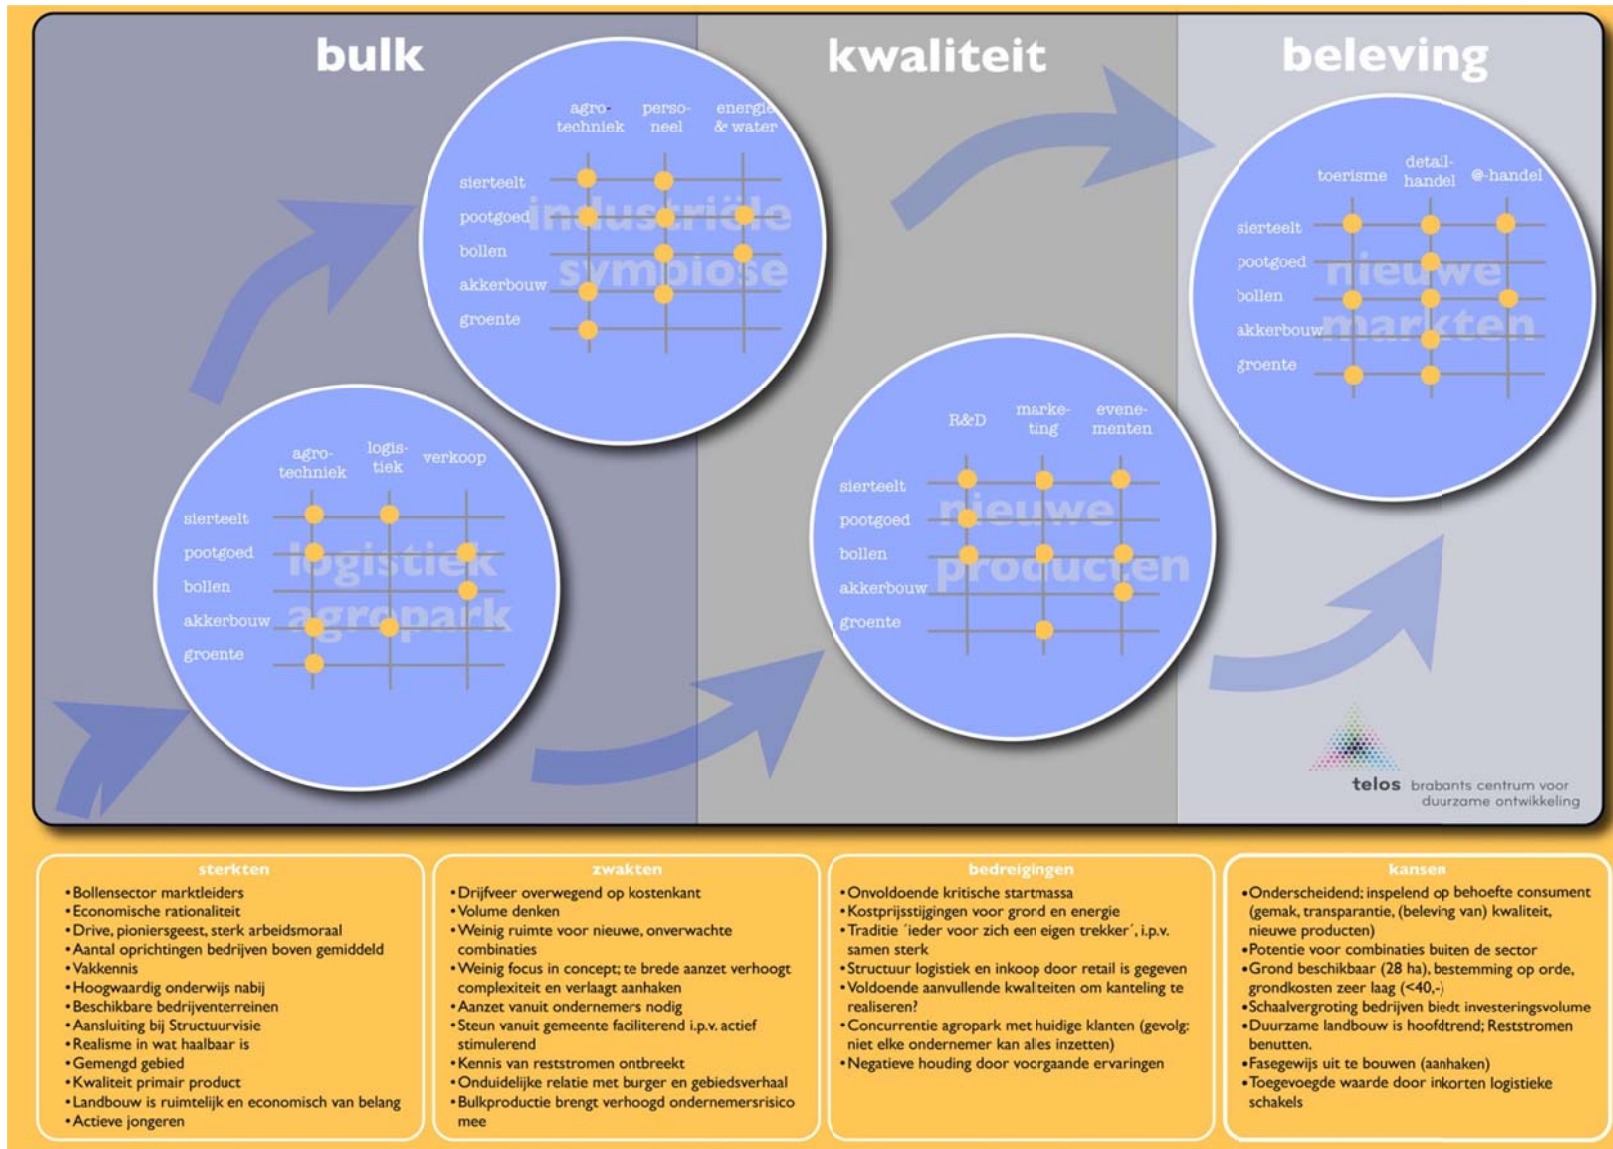 bulk
kwaliteit
beleving
agro-
techniek
perso-
neel
energie
& water
sierteelt
pootgoed
bollen
akkerbouw
groente
industriële
symbiose
toerisme
detail-
handel
@-handel
sierteelt
pootgoed
bollen
akkerbouw
groente
nieuwe
markten
agro-
techniek
logis-
tiek
verkoop
sierteelt
pootgoed
bollen
akkerbouw
groente
logistiek
agropark
R&D
marke-
ting
evene-
menten
sierteelt
pootgoed
bollen
akkerbouw
groente
nieuwe
producten
telos brabants centrum voor
duurzame ontwikkeling
sterkten
• Bollensector marktleiders
• Economische rationaliteit
• Drive, pioniersgeest, sterk arbeidsmoraal
• Aantal oprichtingen bedrijven boven gemiddeld
• Vakkennis
• Hoogwaardig onderwijs nabij
• Beschikbare bedrijventerreinen
• Aansluiting bij Structuurvisie
• Realisme in wat haalbaar is
• Gemengd gebied
• Kwaliteit primair product
• Landbouw is ruimtelijk en economisch van belang
• Actieve jongeren
zwakten
• Drijfveer overwegend op kostenkant
• Volume denken
• Weinig ruimte voor nieuwe, onverwachte
combinaties
• Weinig focus in concept; te brede aanzet verhoogt
complexiteit en verlaagt aanhaken
• Aanzet vanuit ondernemers nodig
• Steun vanuit gemeente faciliterend i.p.v. actief
stimulerend
• Kennis van reststromen ontbreekt
• Onduidelijke relatie met burger en gebiedsverhaal
• Bulkproductie brengt verhoogd ondernemersrisico
mee
bedreigingen
• Onvoldoende kritische startmassa
• Kostprijsstijgingen voor grond en energie
• Traditie ´ieder voor zich een eigen trekker´, i.p.v.
samen sterk
• Structuur logistiek en inkoop door retail is gegeven
• Voldoende aanvullende kwaliteiten om kanteling te
realiseren?
• Concurrentie agropark met huidige klanten (gevolg:
niet elke ondernemer kan alles inzetten)
• Negatieve houding door voorgaande ervaringen
kansen
• Onderscheidend; inspelend op behoefte consument
(gemak, transparantie, (beleving van) kwaliteit,
nieuwe producten)
• Potentie voor combinaties buiten de sector
• Grond beschikbaar (28 ha), bestemming op orde,
grondkosten zeer laag (<40,-)
• Schaalvergroting bedrijven biedt investeringsvolume
• Duurzame landbouw is hoofdtrend; Reststromen
benutten.
• Fasegewijs uit te bouwen (aanhaken)
• Toegevoegde waarde door inkorten logistieke
schakels